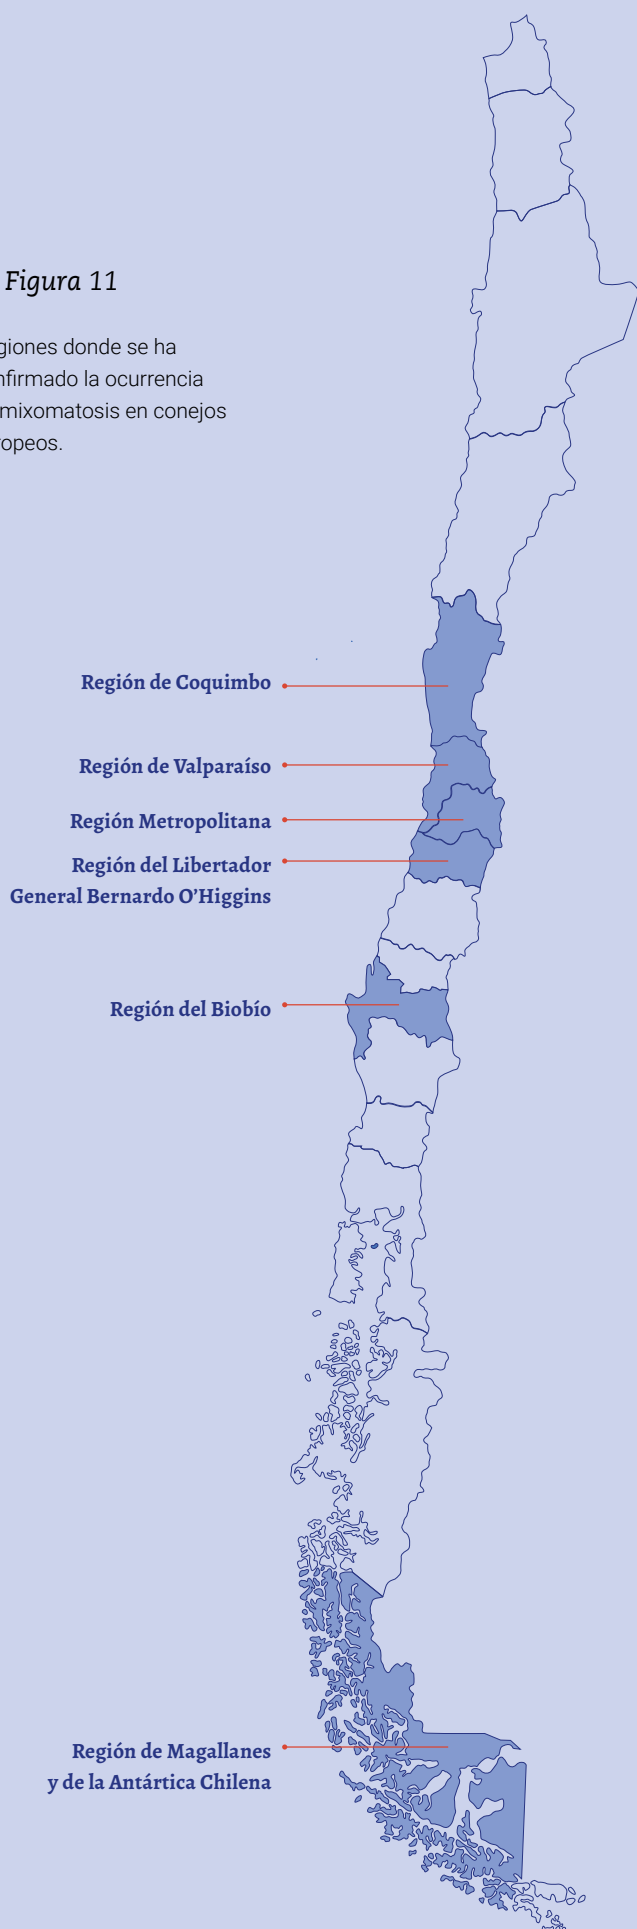 Figura 11
giones donde se ha
nfirmado la ocurrencia
mixomatosis en conejos
ropeos.
Región de Coquimbo
Región de Valparaíso
Región Metropolitana
Región del Libertador
General Bernardo O’Higgins
Región del Biobío
Región de Magallanes
y de la Antártica Chilena